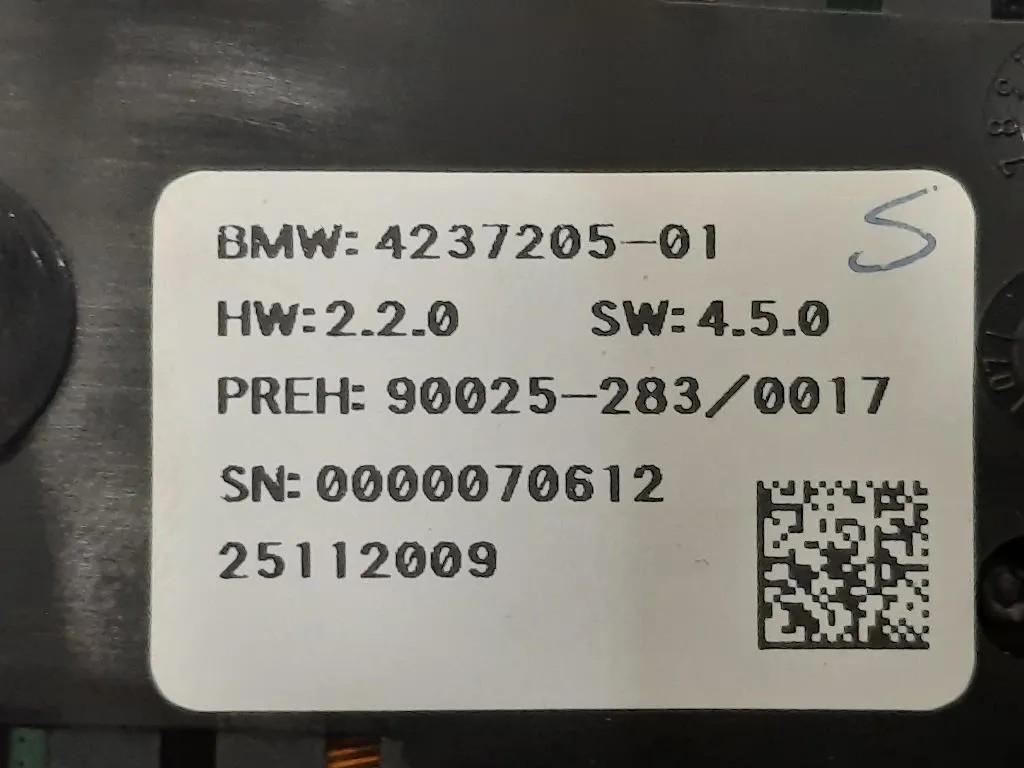 BMW: 4237205-01
S
HW: 2.2.0 SW: 4.5.0
PREH: 90025-283/0017
SN: 0000070612
25112009